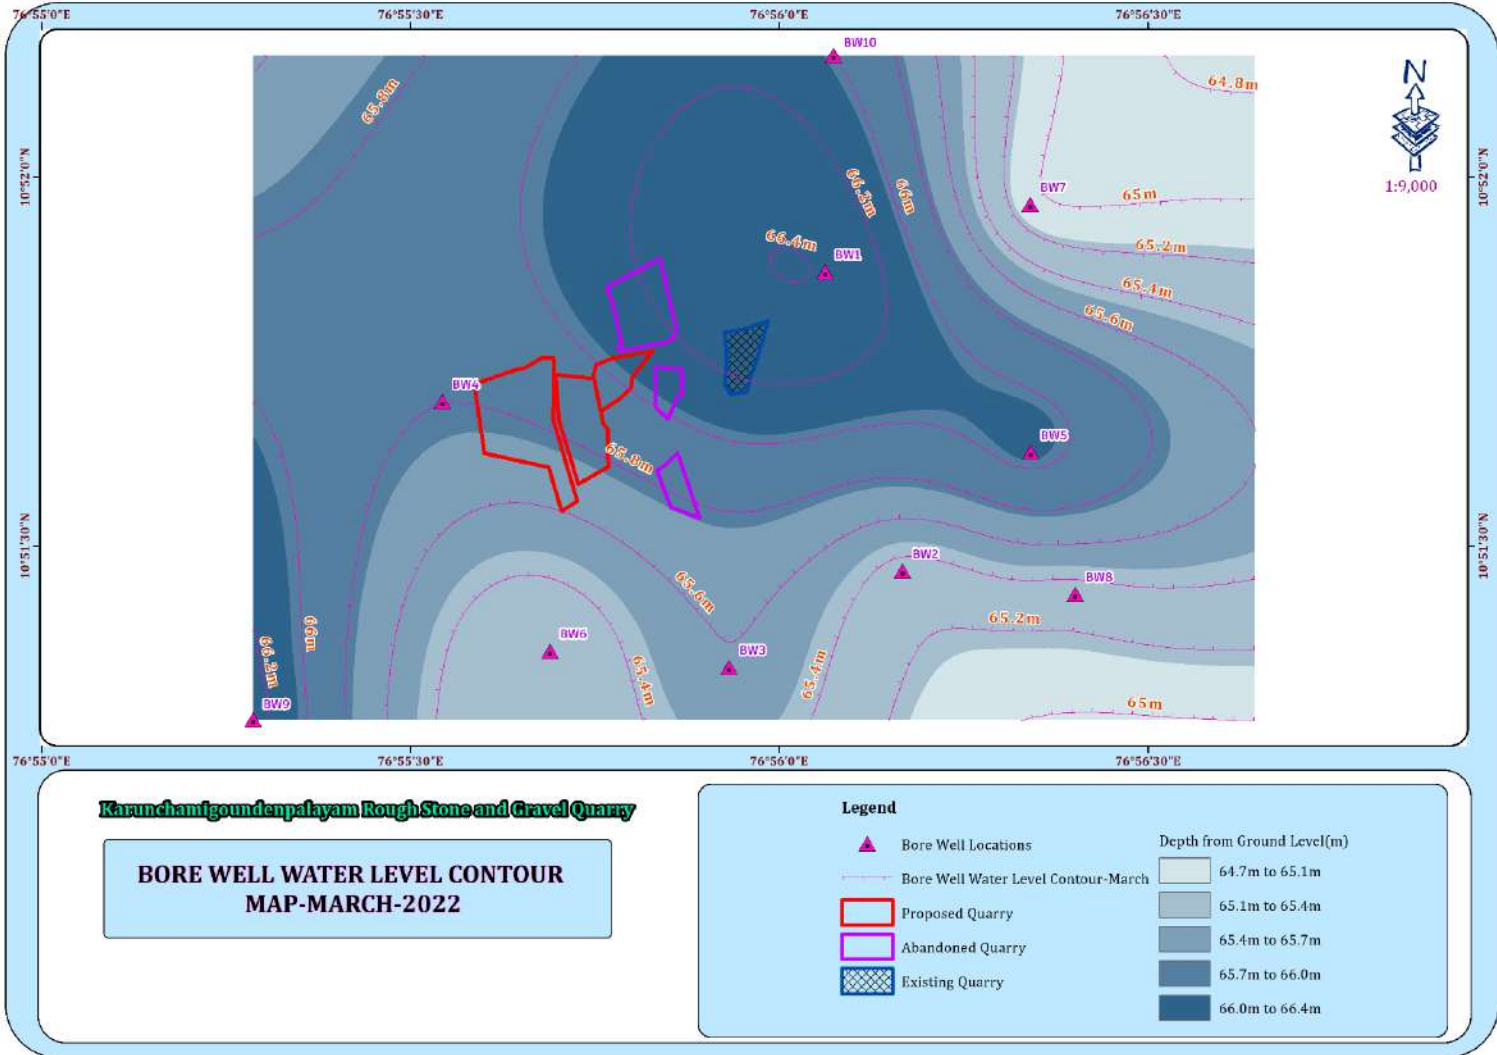 76°55'0"E 76°55'30"E 76°56'0"E 76°56'30"E
BW10
N
64.8m
65.8m
10°52'0"N
10°52'0"N
1:9,000
66.2m
66m
BW7
65m
66.4m
65.2m
BW1
65.4m
65.6m
BW4
BW5
65.8m
10°51'30"N
10°51'30"N
BW2
BW8
65.6m
65.2m
BW6
66m
66.2m
BW3
65.4m
65.4m
BW9
65m
76°55'0"E 76°55'30"E 76°56'0"E 76°56'30"E
Karunchamigoundenpalayam Rough Stone and Gravel Quarry
BORE WELL WATER LEVEL CONTOUR
MAP-MARCH-2022
Legend
Bore Well Locations
Bore Well Water Level Contour-March
Proposed Quarry
Abandoned Quarry
Existing Quarry
Depth from Ground Level(m)
64.7m to 65.1m
65.1m to 65.4m
65.4m to 65.7m
65.7m to 66.0m
66.0m to 66.4m